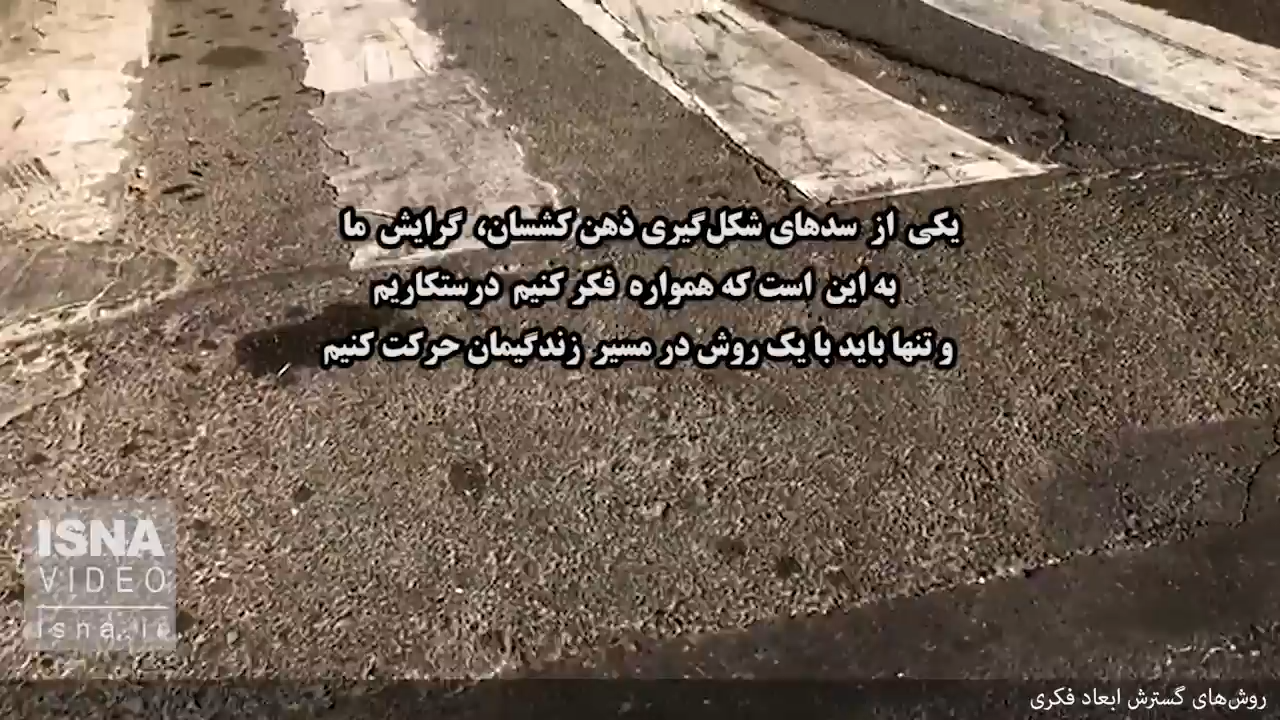 یکی از سدهای شکل‌گیری ذهن کشسان، گرایش ما
به این است که همواره فکر کنیم درستکاریم
و تنها باید با یک روش در مسیر زندگیمان حرکت کنیم
ISNA
VIDEO
isna.ir
روش‌های گسترش ابعاد فکری